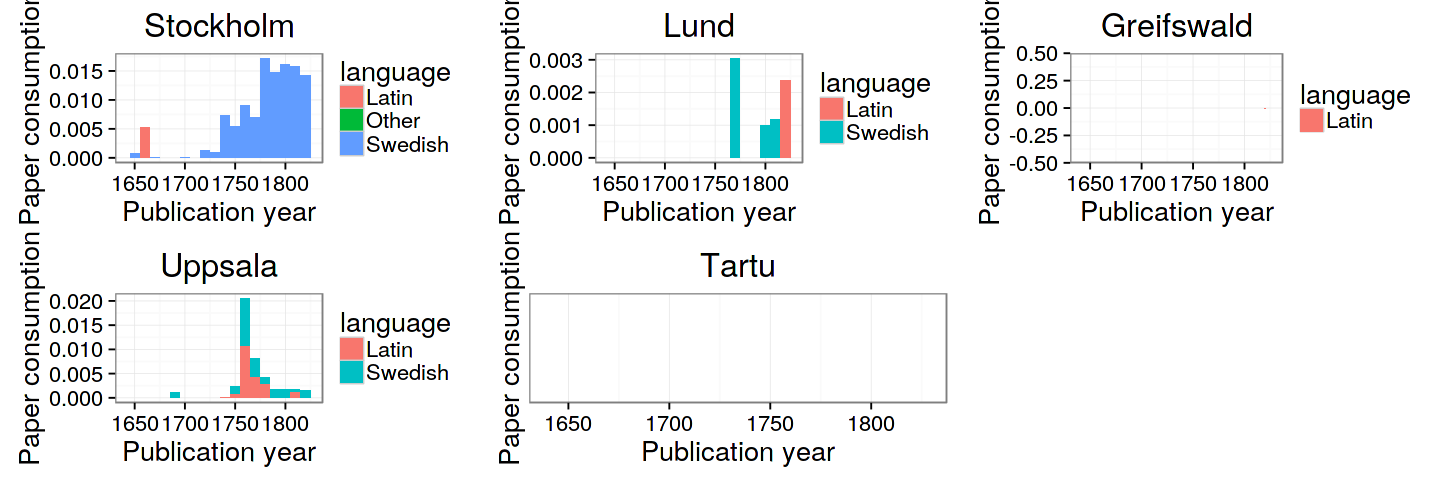 Stockholm
Paper consumption
0.015
0.010
0.005
0.000
1650 1700 1750 1800
Publication year
language
Latin
Other
Swedish
Lund
Paper consumption
0.003
0.002
0.001
0.000
1650 1700 1750 1800
Publication year
language
Latin
Swedish
Greifswald
Paper consumption
0.50
0.25
0.00
-0.25
-0.50
1650 1700 1750 1800
Publication year
language
Latin
Uppsala
Paper consumption
0.020
0.015
0.010
0.005
0.000
1650 1700 1750 1800
Publication year
language
Latin
Swedish
Tartu
Paper consumption
1650 1700 1750 1800
Publication year